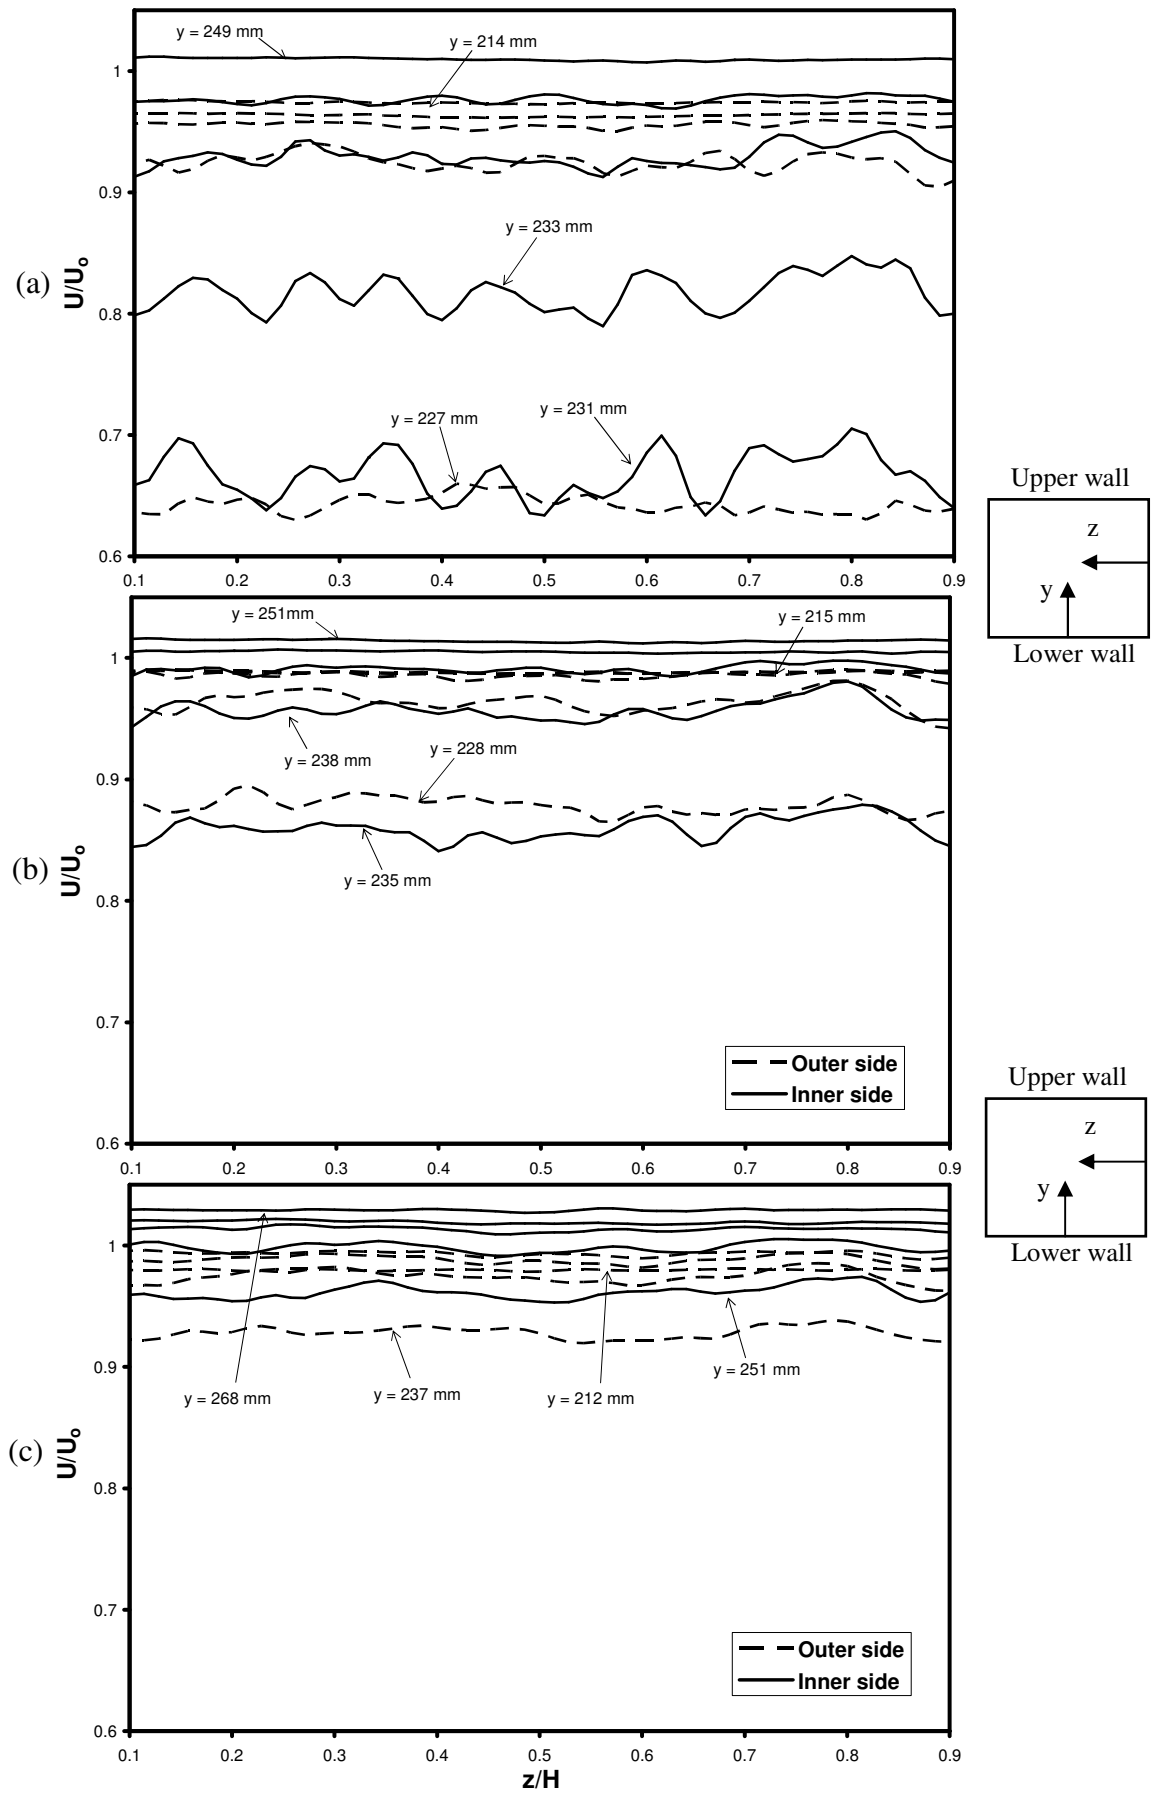 y = 249 mm
y = 214 mm
1
0.9
y = 233 mm
(a)
U/Uo
0.8
0.7
y = 227 mm
y = 231 mm
0.6
0.1 0.2 0.3 0.4 0.5 0.6 0.7 0.8 0.9
Upper wall
z
y
Lower wall
y = 251mm
y = 215 mm
1
y = 238 mm
y = 228 mm
0.9
(b)
U/Uo
y = 235 mm
0.8
0.7
Outer side
Inner side
0.6
0.1 0.2 0.3 0.4 0.5 0.6 0.7 0.8 0.9
Upper wall
z
y
Lower wall
1
0.9
y = 268 mm
y = 237 mm
y = 212 mm
y = 251 mm
(c)
U/Uo
0.8
0.7
Outer side
Inner side
0.6
0.1 0.2 0.3 0.4 0.5 0.6 0.7 0.8 0.9
z/H